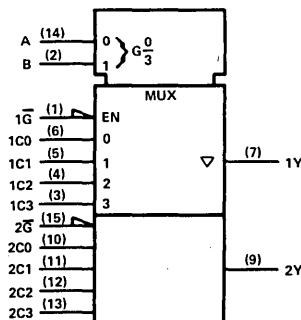 A (14) 0
B (2) 1 } G 0/3
MUX
1G̅ (1) EN
1C0 (6) 0
1C1 (5) 1 ▽ (7) 1Y
1C2 (4) 2
1C3 (3) 3
2G̅ (15)
2C0 (10)
2C1 (11) (9) 2Y
2C2 (12)
2C3 (13)